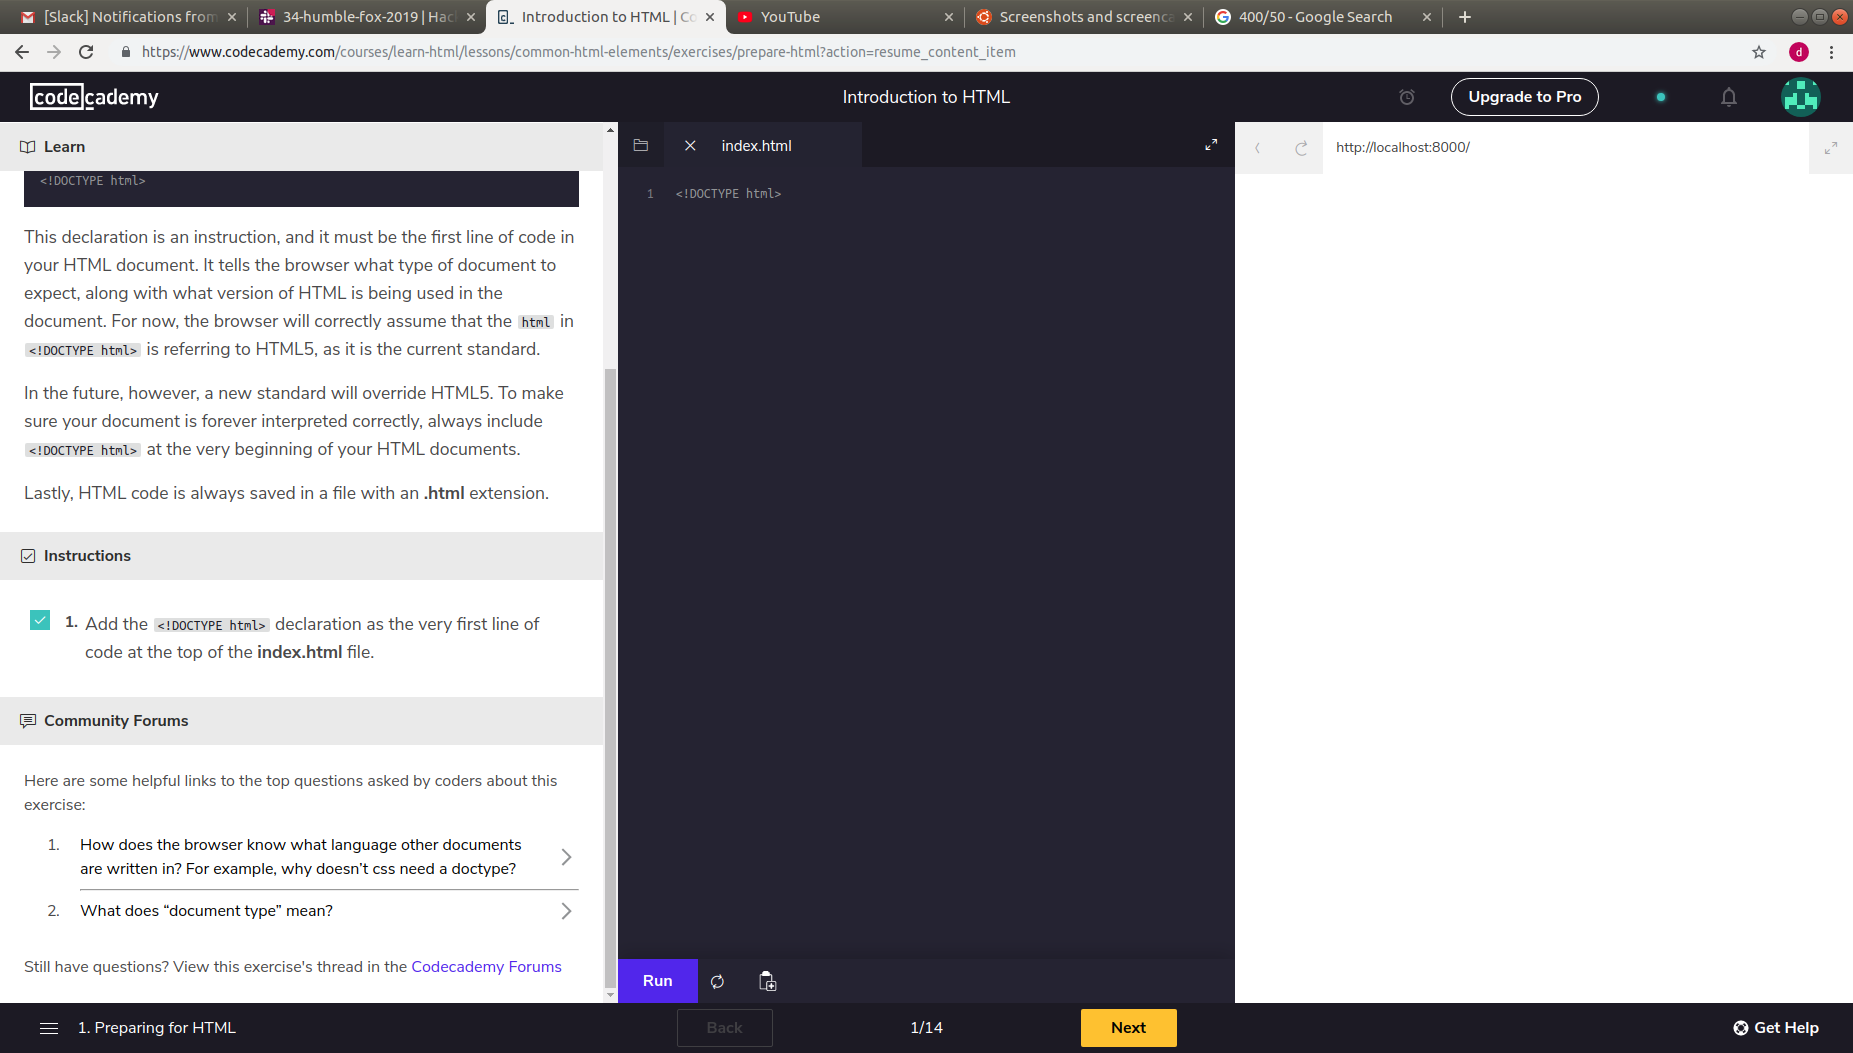 [Slack] Notifications from
34-humble-fox-2019 | Hac
Introduction to HTML | Co
YouTube
Screenshots and screenca
400/50 - Google Search
https://www.codecademy.com/courses/learn-html/lessons/common-html-elements/exercises/prepare-html?action=resume_content_item
d
codecademy
Introduction to HTML
Upgrade to Pro
Learn
index.html
http://localhost:8000/
<!DOCTYPE html>
1 <!DOCTYPE html>
This declaration is an instruction, and it must be the first line of code in
your HTML document. It tells the browser what type of document to
expect, along with what version of HTML is being used in the
document. For now, the browser will correctly assume that the html in
<!DOCTYPE html> is referring to HTML5, as it is the current standard.
In the future, however, a new standard will override HTML5. To make
sure your document is forever interpreted correctly, always include
<!DOCTYPE html> at the very beginning of your HTML documents.
Lastly, HTML code is always saved in a file with an .html extension.
Instructions
1. Add the <!DOCTYPE html> declaration as the very first line of
code at the top of the index.html file.
Community Forums
Here are some helpful links to the top questions asked by coders about this
exercise:
1. How does the browser know what language other documents
are written in? For example, why doesn't css need a doctype?
2. What does “document type” mean?
Still have questions? View this exercise's thread in the Codecademy Forums
Run
1. Preparing for HTML
Back
1/14
Next
Get Help